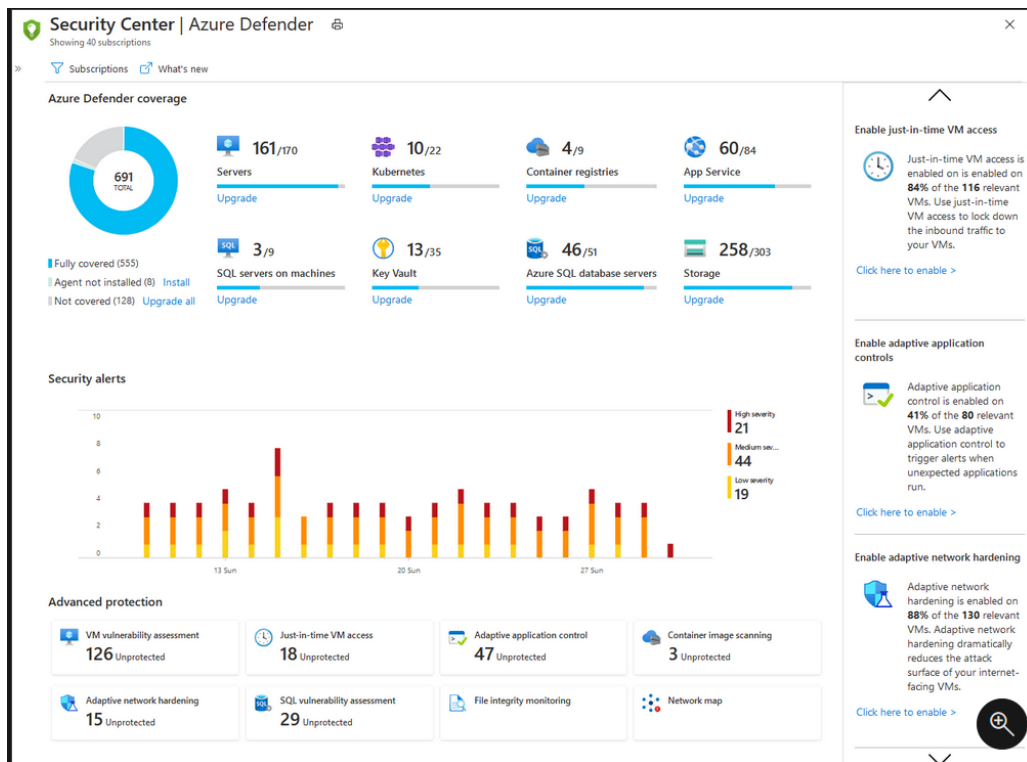 Security Center | Azure Defender
Showing 40 subscriptions
» Subscriptions What's new
Azure Defender coverage
691
TOTAL
Fully covered (555)
Agent not installed (8) Install
Not covered (128) Upgrade all
161/170
Servers
Upgrade
10/22
Kubernetes
Upgrade
4/9
Container registries
Upgrade
60/84
App Service
Upgrade
SQL
3/9
SQL servers on machines
Upgrade
13/35
Key Vault
Upgrade
SQL
46/51
Azure SQL database servers
Upgrade
258/303
Storage
Upgrade
Security alerts
10
8
6
4
2
0
13 Sun
20 Sun
27 Sun
High severity
21
Medium sev...
44
Low severity
19
Advanced protection
VM vulnerability assessment
126 Unprotected
Just-in-time VM access
18 Unprotected
Adaptive application control
47 Unprotected
Container image scanning
3 Unprotected
Adaptive network hardening
15 Unprotected
SQL
SQL vulnerability assessment
29 Unprotected
File integrity monitoring
Network map
Enable just-in-time VM access
Just-in-time VM access is
enabled on is enabled on
84% of the 116 relevant
VMs. Use just-in-time
VM access to lock down
the inbound traffic to
your VMs.
Click here to enable >
Enable adaptive application
controls
Adaptive application
control is enabled on
41% of the 80 relevant
VMs. Use adaptive
application control to
trigger alerts when
unexpected applications
run.
Click here to enable >
Enable adaptive network hardening
Adaptive network
hardening is enabled on
88% of the 130 relevant
VMs. Adaptive network
hardening dramatically
reduces the attack
surface of your internet-
facing VMs.
Click here to enable >